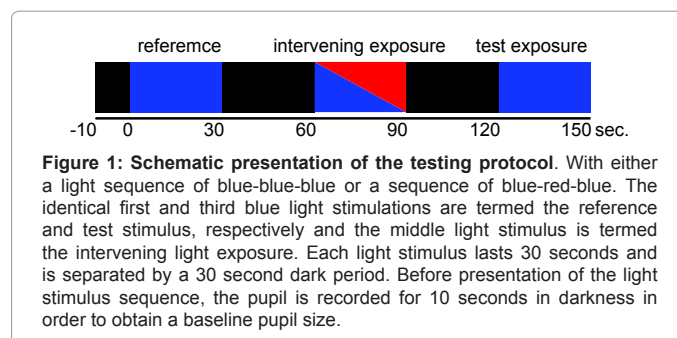 referemce intervening exposure test exposure
-10 0 30 60 90 120 150 sec.
Figure 1: Schematic presentation of the testing protocol. With either
a light sequence of blue-blue-blue or a sequence of blue-red-blue. The
identical first and third blue light stimulations are termed the reference
and test stimulus, respectively and the middle light stimulus is termed
the intervening light exposure. Each light stimulus lasts 30 seconds and
is separated by a 30 second dark period. Before presentation of the light
stimulus sequence, the pupil is recorded for 10 seconds in darkness in
order to obtain a baseline pupil size.